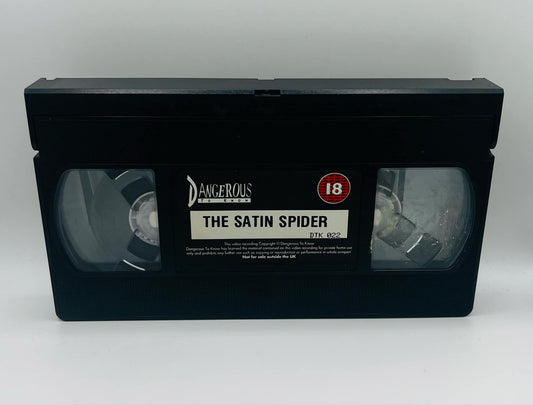 DANGEROUS
To Know
18
THE SATIN SPIDER
DTK 022
This video recording Copyright © Dangerous To Know
Dangerous To Know has licensed the material contained on this video recording for private home use
only and prohibits any further use such as copying or reproduction or performance in whole or part
Not for sale outside the UK